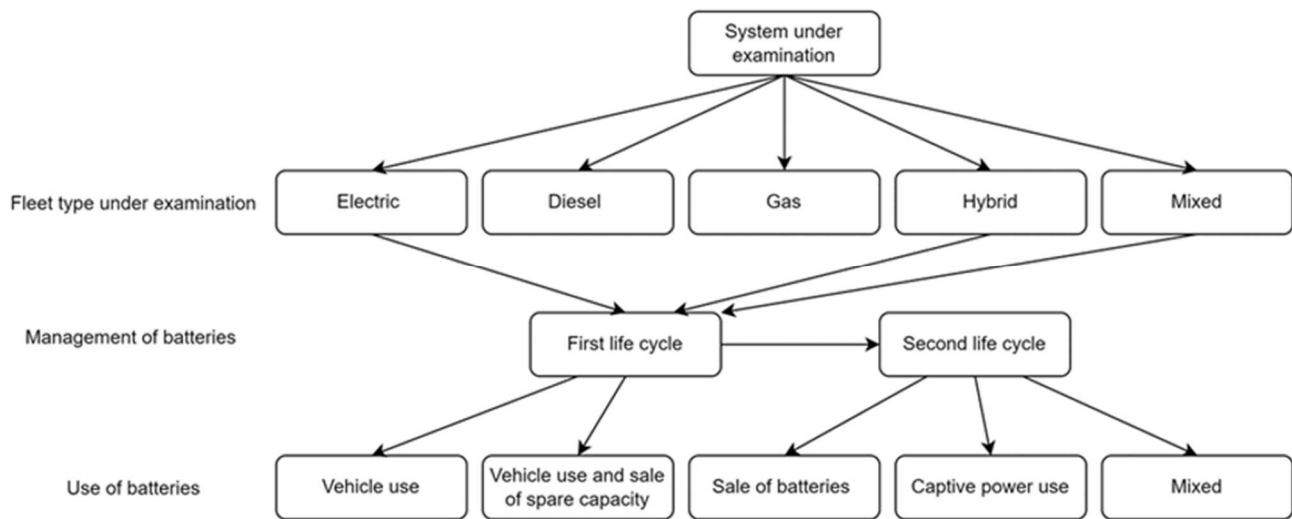 System under
examination
Fleet type under examination
Electric
Diesel
Gas
Hybrid
Mixed
Management of batteries
First life cycle
Second life cycle
Use of batteries
Vehicle use
Vehicle use and sale
of spare capacity
Sale of batteries
Captive power use
Mixed